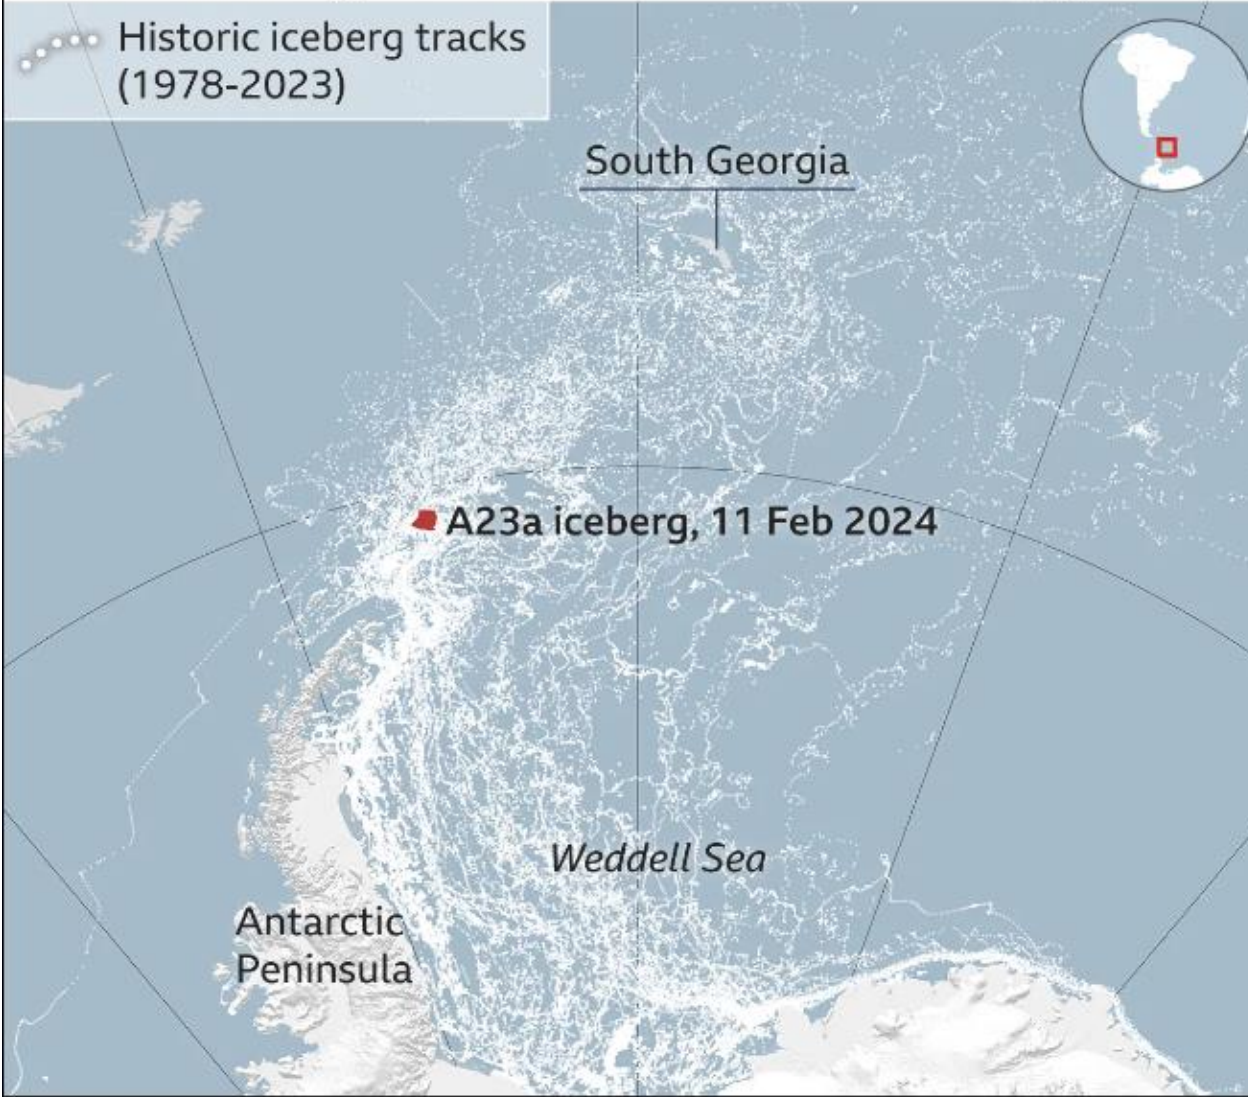 Historic iceberg tracks
(1978-2023)
South Georgia
A23a iceberg, 11 Feb 2024
Weddell Sea
Antarctic
Peninsula